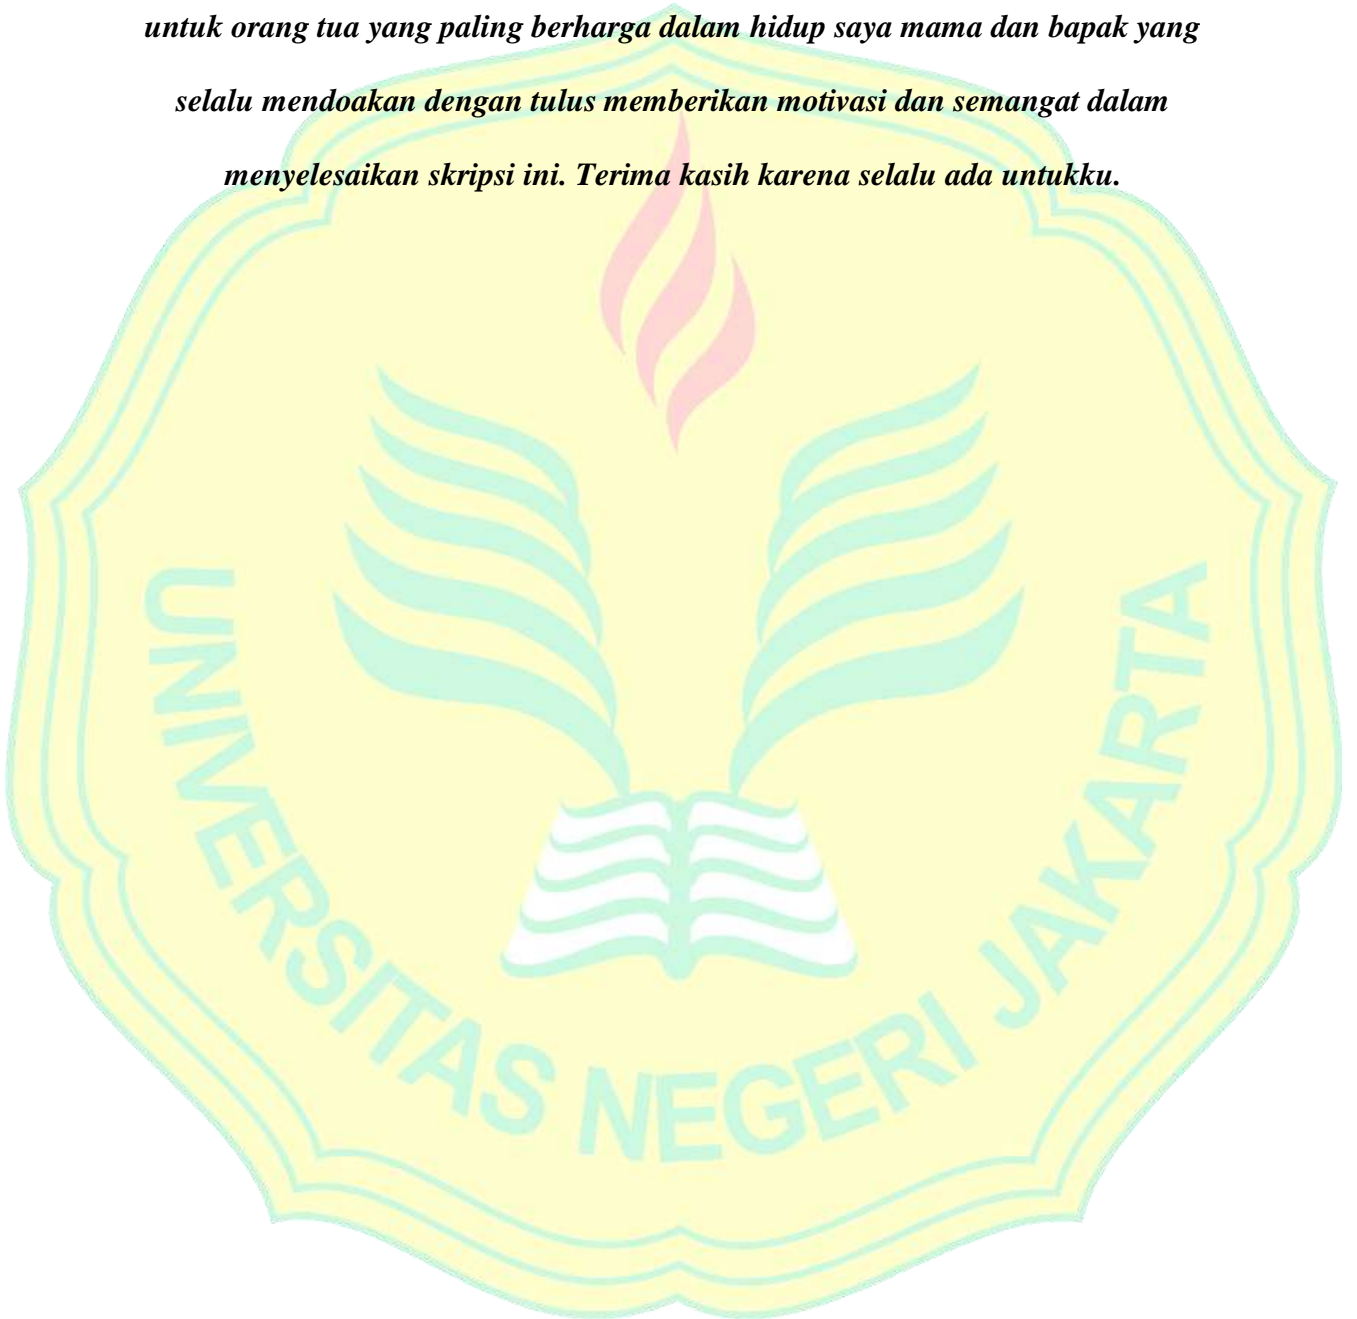 untuk orang tua yang paling berharga dalam hidup saya mama dan bapak yang
selalu mendoakan dengan tulus memberikan motivasi dan semangat dalam
menyelesaikan skripsi ini. Terima kasih karena selalu ada untukku.
UNIVERSITAS NEGERI JAKARTA